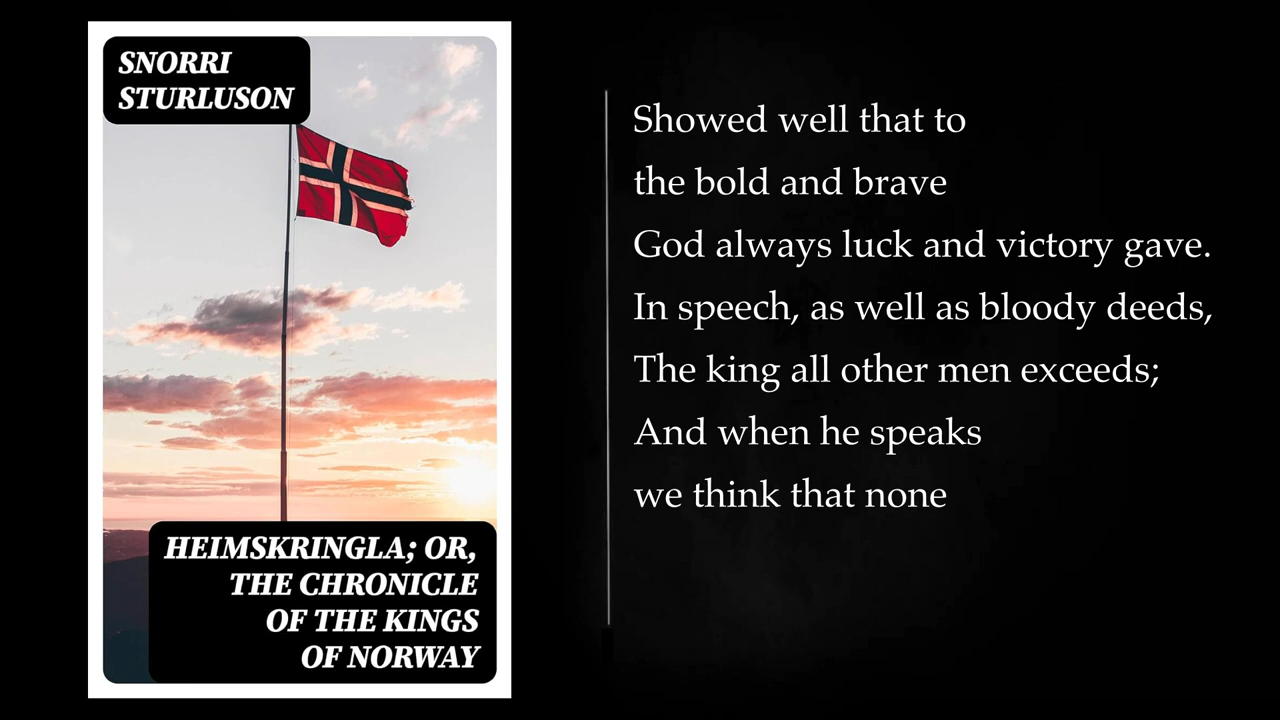 SNORRI
STURLUSON
HEIMSKRINGLA; OR,
THE CHRONICLE
OF THE KINGS
OF NORWAY
Showed well that to
the bold and brave
God always luck and victory gave.
In speech, as well as bloody deeds,
The king all other men exceeds;
And when he speaks
we think that none